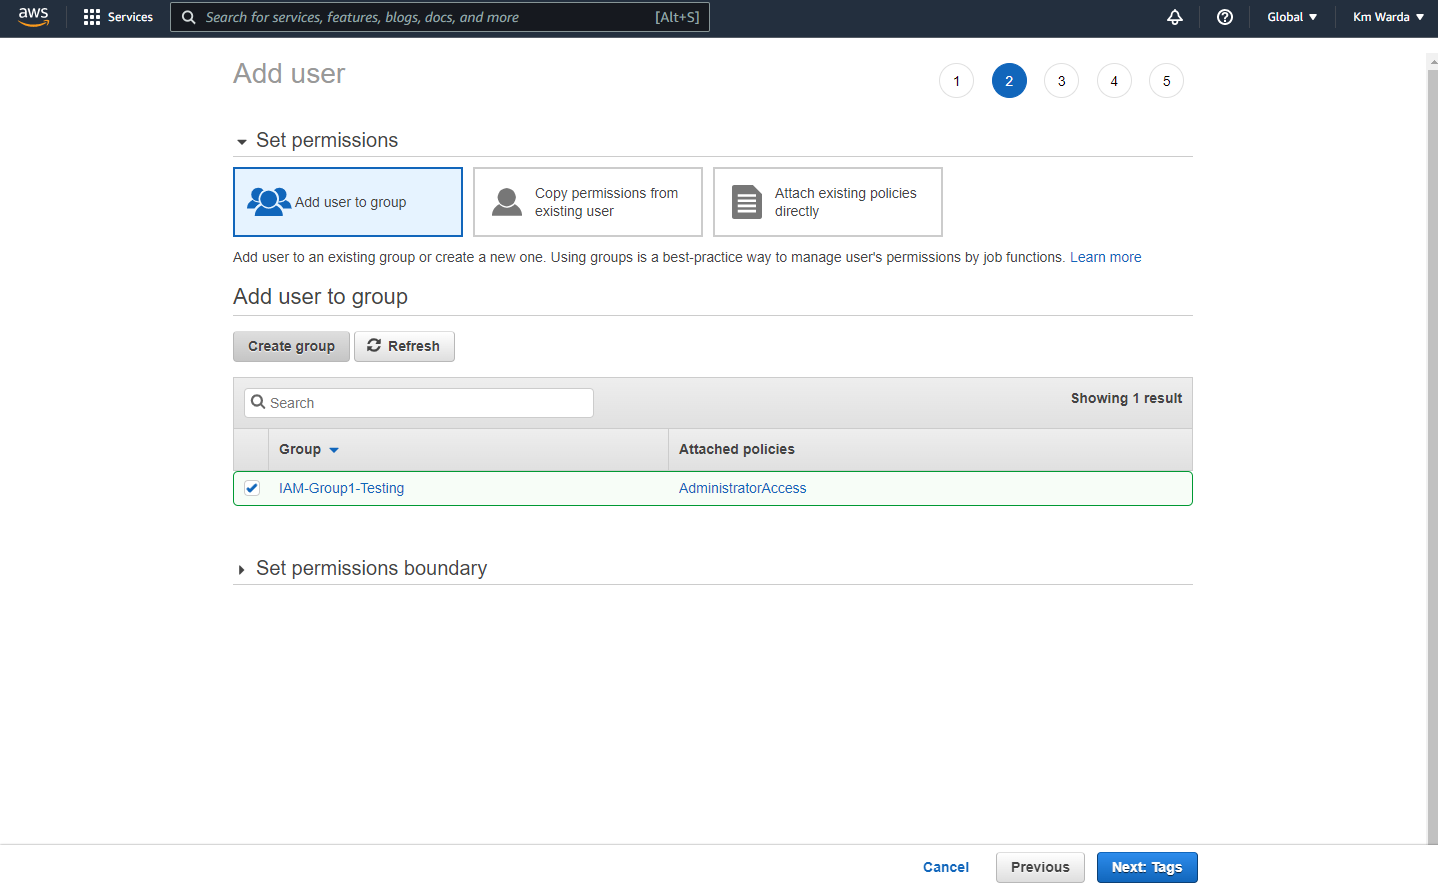 aws
Services
Search for services, features, blogs, docs, and more [Alt+S]
Global
Km Warda
Add user
1 2 3 4 5
Set permissions
Add user to group
Copy permissions from
existing user
Attach existing policies
directly
Add user to an existing group or create a new one. Using groups is a best-practice way to manage user's permissions by job functions. Learn more
Add user to group
Create group
Refresh
Search
Showing 1 result
Group
Attached policies
IAM-Group1-Testing
AdministratorAccess
Set permissions boundary
Cancel
Previous
Next: Tags